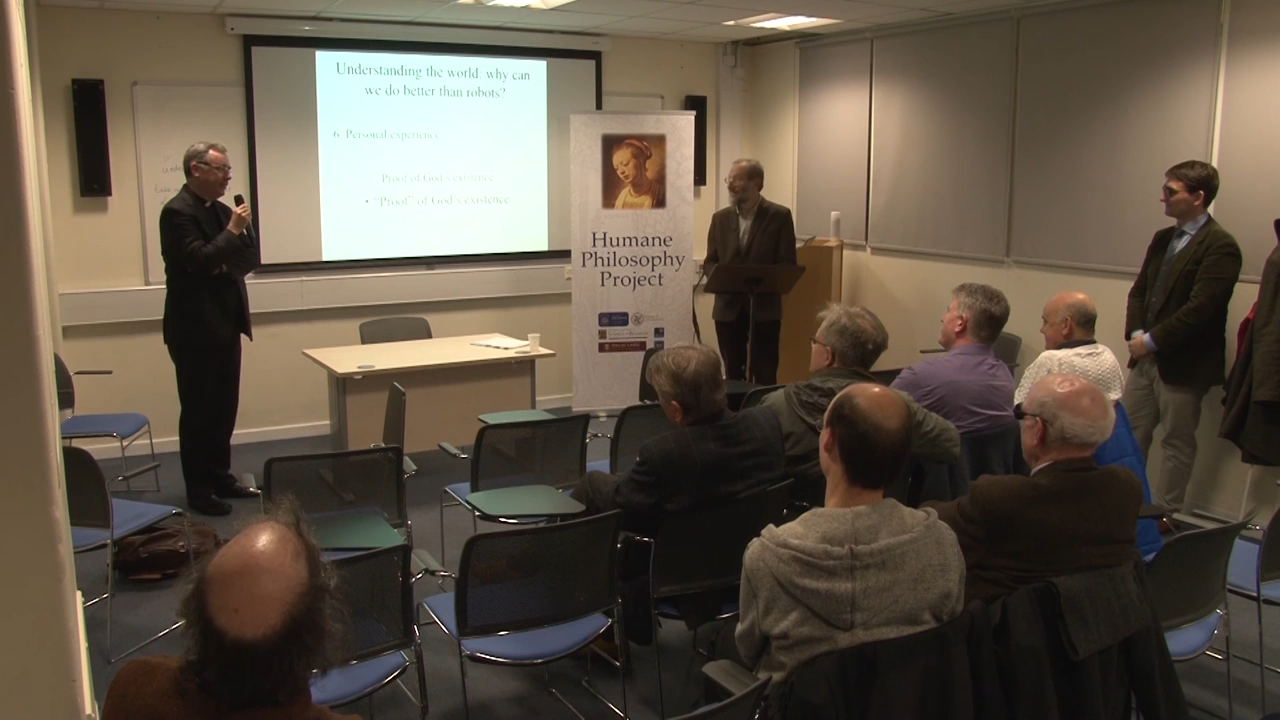 Understanding the world: why can
we do better than robots?
6. Personal experience
Proof of God's existence
• "Proof" of God's existence
Humane
Philosophy
Project